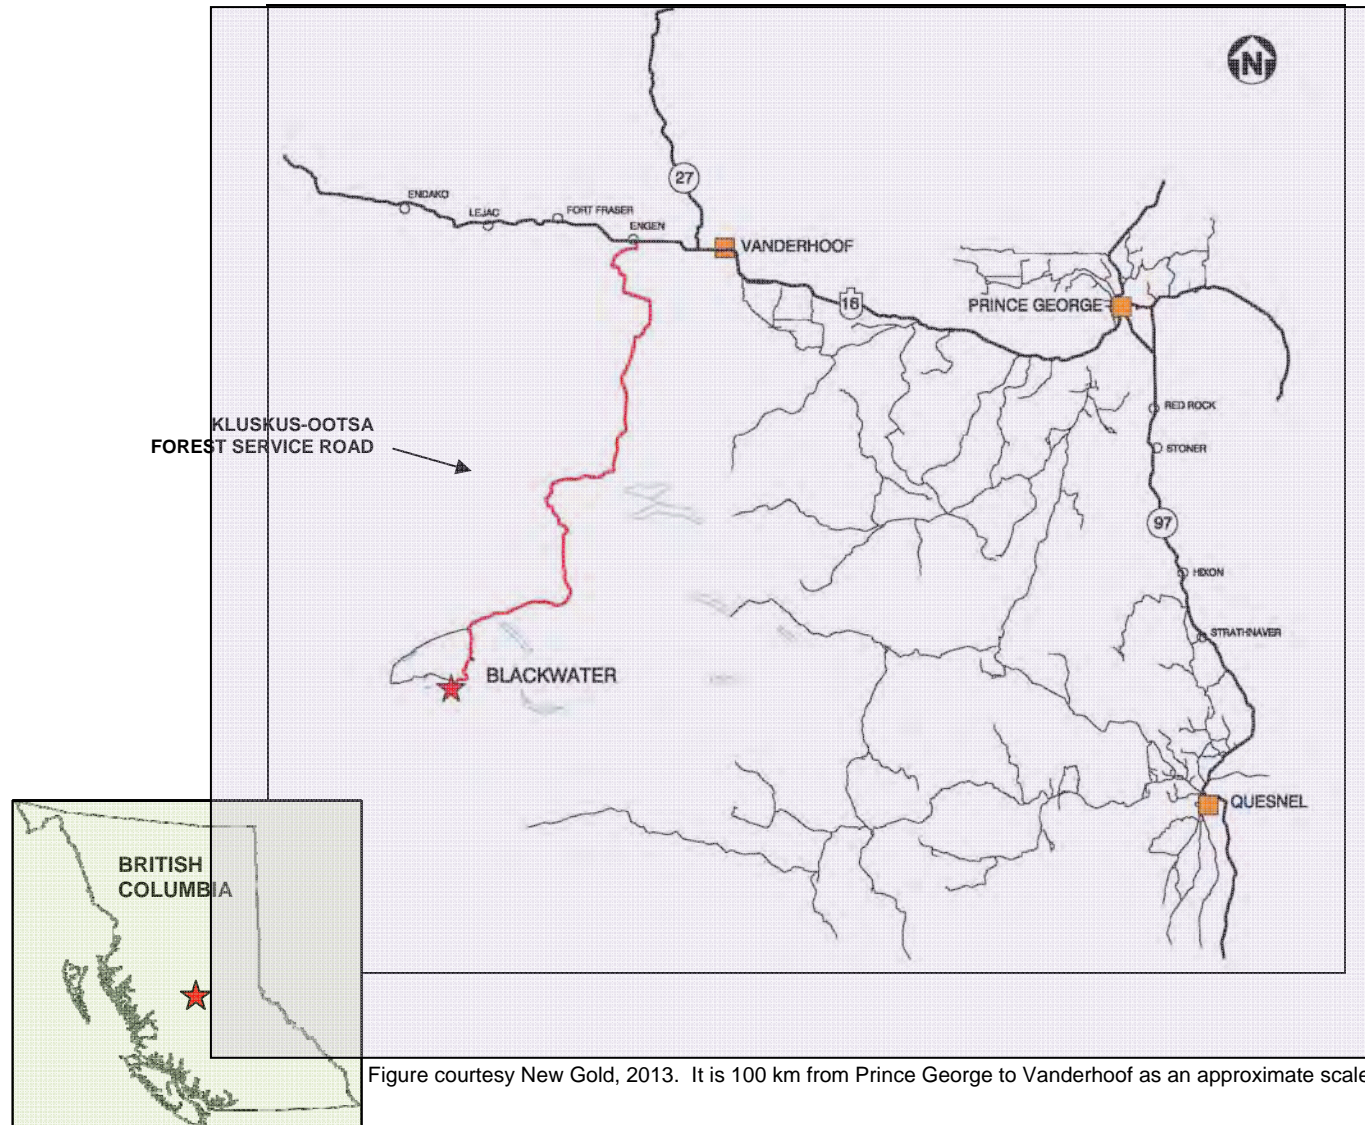 N
27
ENDAKO
LEJAC
FORT FRASER
ENGEN
VANDERHOOF
16
PRINCE GEORGE
RED ROCK
KLUSKUS-OOTSA
FOREST SERVICE ROAD
STONER
97
HIXON
STRATHNAVER
BLACKWATER
QUESNEL
BRITISH
COLUMBIA
Figure courtesy New Gold, 2013.  It is 100 km from Prince George to Vanderhoof as an approximate scale